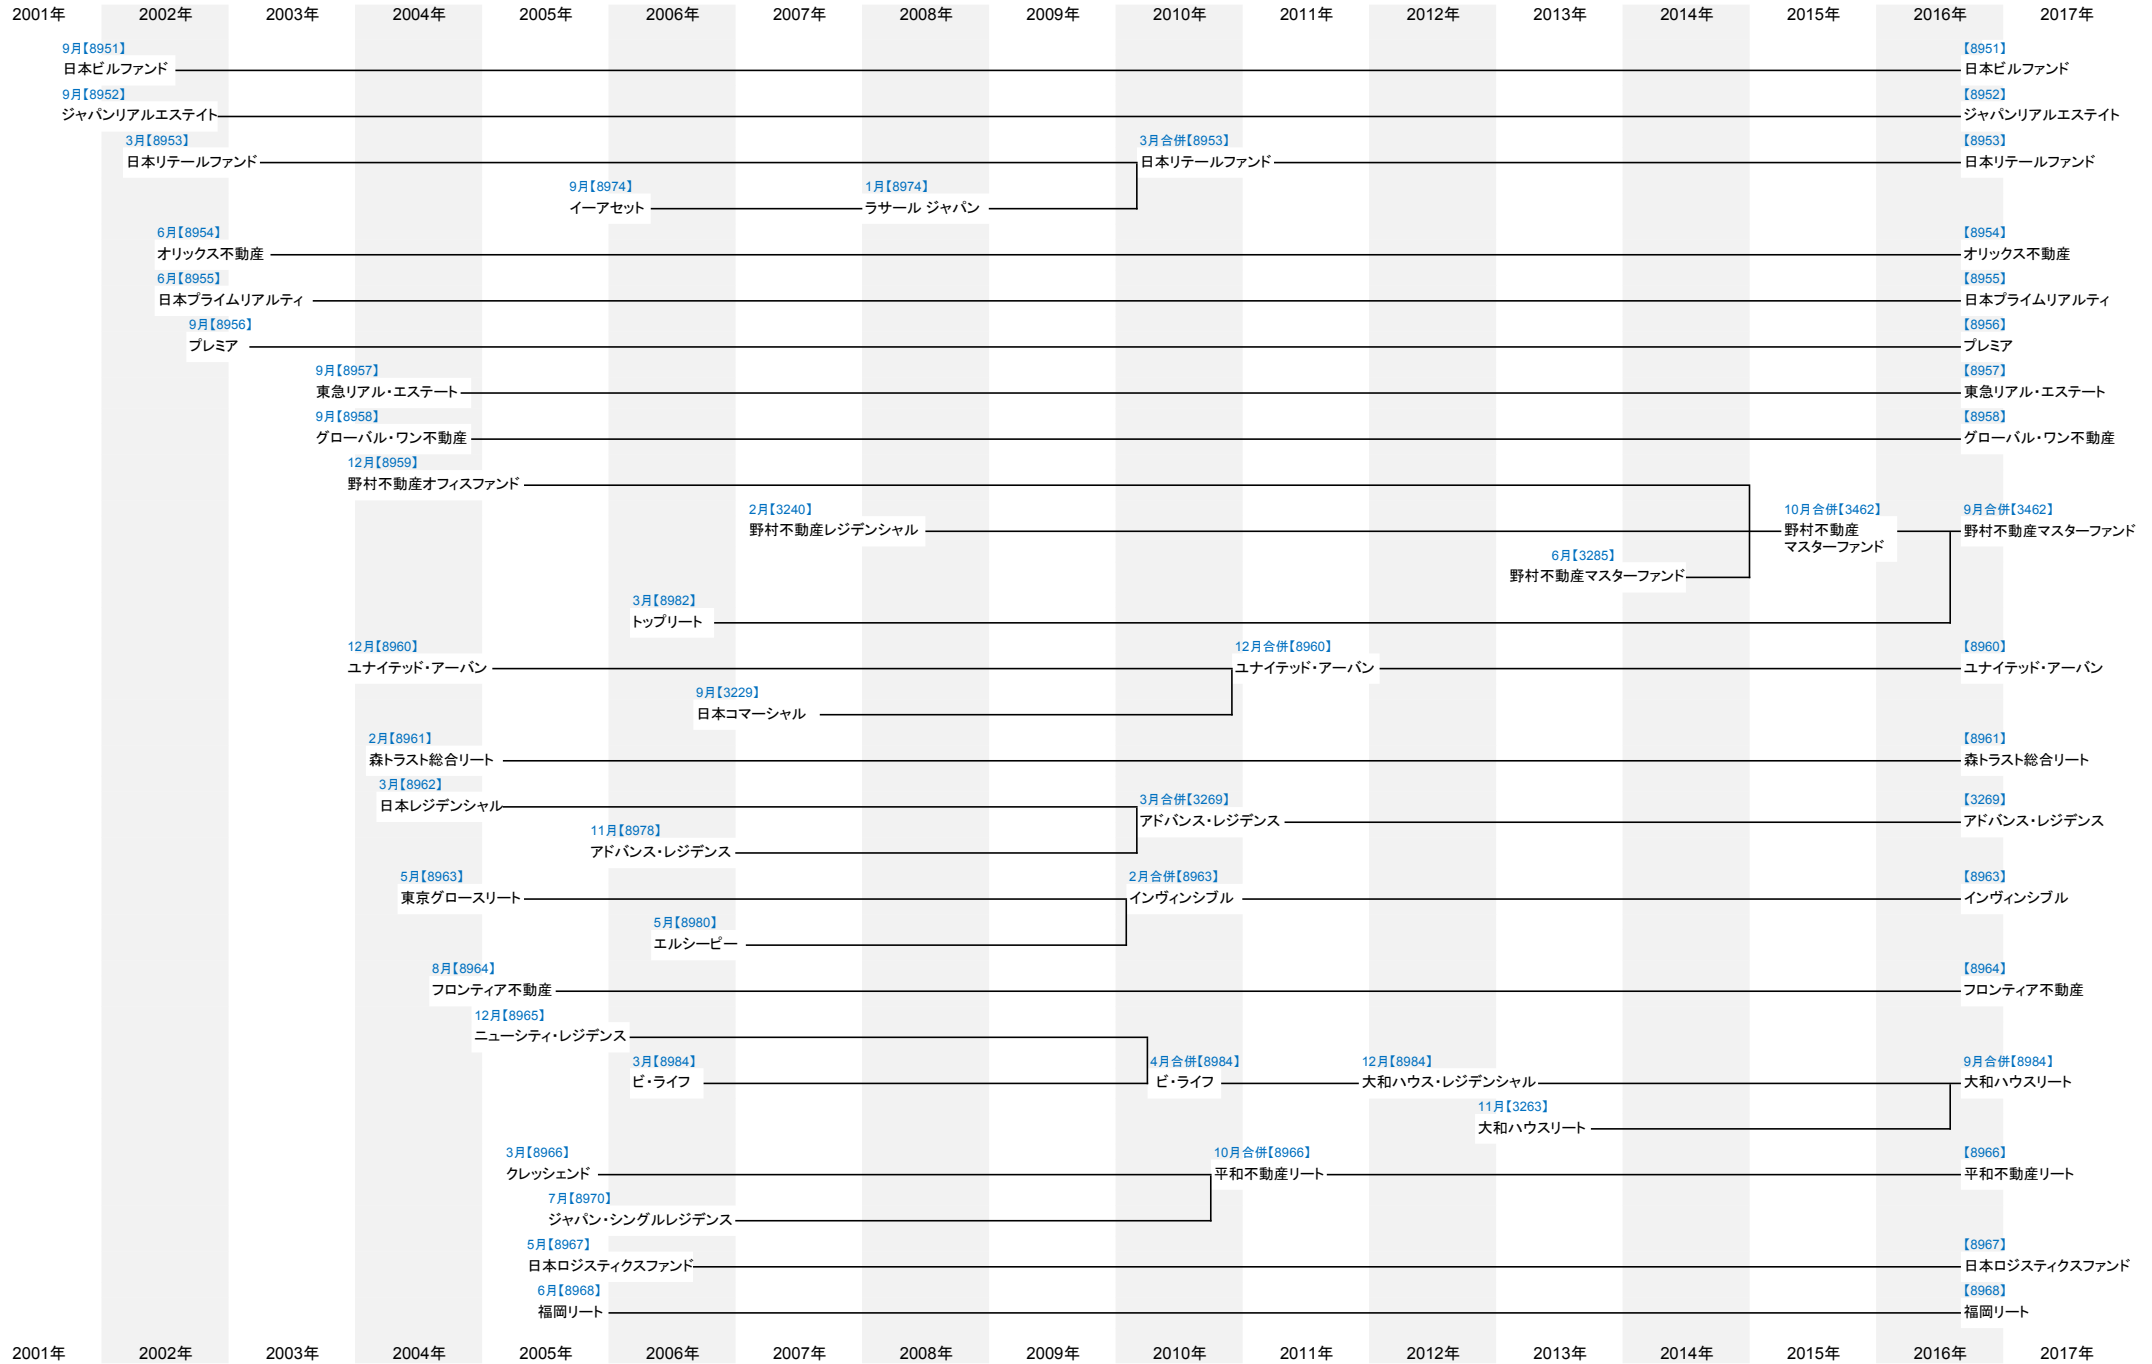 2001年 2002年 2003年 2004年 2005年 2006年 2007年 2008年 2009年 2010年 2011年 2012年 2013年 2014年 2015年 2016年 2017年
9月【8951】 【8951】
日本ビルファンド 日本ビルファンド
9月【8952】 【8952】
ジャパンリアルエステイト ジャパンリアルエステイト
3月【8953】 3月合併【8953】 【8953】
日本リテールファンド 日本リテールファンド 日本リテールファンド
9月【8974】 1月【8974】
イーアセット ラサール ジャパン
6月【8954】 【8954】
オリックス不動産 オリックス不動産
6月【8955】 【8955】
日本プライムリアルティ 日本プライムリアルティ
9月【8956】 【8956】
プレミア プレミア
9月【8957】 【8957】
東急リアル・エステート 東急リアル・エステート
9月【8958】 【8958】
グローバル・ワン不動産 グローバル・ワン不動産
12月【8959】
野村不動産オフィスファンド
2月【3240】 10月合併【3462】 9月合併【3462】
野村不動産レジデンシャル 野村不動産 野村不動産マスターファンド
マスターファンド
6月【3285】
野村不動産マスターファンド
3月【8982】
トップリート
12月【8960】 12月合併【8960】 【8960】
ユナイテッド・アーバン ユナイテッド・アーバン ユナイテッド・アーバン
9月【3229】
日本コマーシャル
2月【8961】 【8961】
森トラスト総合リート 森トラスト総合リート
3月【8962】
日本レジデンシャル
3月合併【3269】 【3269】
アドバンス・レジデンス アドバンス・レジデンス
11月【8978】
アドバンス・レジデンス
5月【8963】 2月合併【8963】 【8963】
東京グロースリート インヴィンシブル インヴィンシブル
5月【8980】
エルシーピー
8月【8964】 【8964】
フロンティア不動産 フロンティア不動産
12月【8965】
ニューシティ・レジデンス
3月【8984】 4月合併【8984】 12月【8984】 9月合併【8984】
ビ・ライフ ビ・ライフ 大和ハウス・レジデンシャル 大和ハウスリート
11月【3263】
大和ハウスリート
3月【8966】 10月合併【8966】 【8966】
クレッシェンド 平和不動産リート 平和不動産リート
7月【8970】
ジャパン・シングルレジデンス
5月【8967】 【8967】
日本ロジスティクスファンド 日本ロジスティクスファンド
6月【8968】 【8968】
福岡リート 福岡リート
2001年 2002年 2003年 2004年 2005年 2006年 2007年 2008年 2009年 2010年 2011年 2012年 2013年 2014年 2015年 2016年 2017年